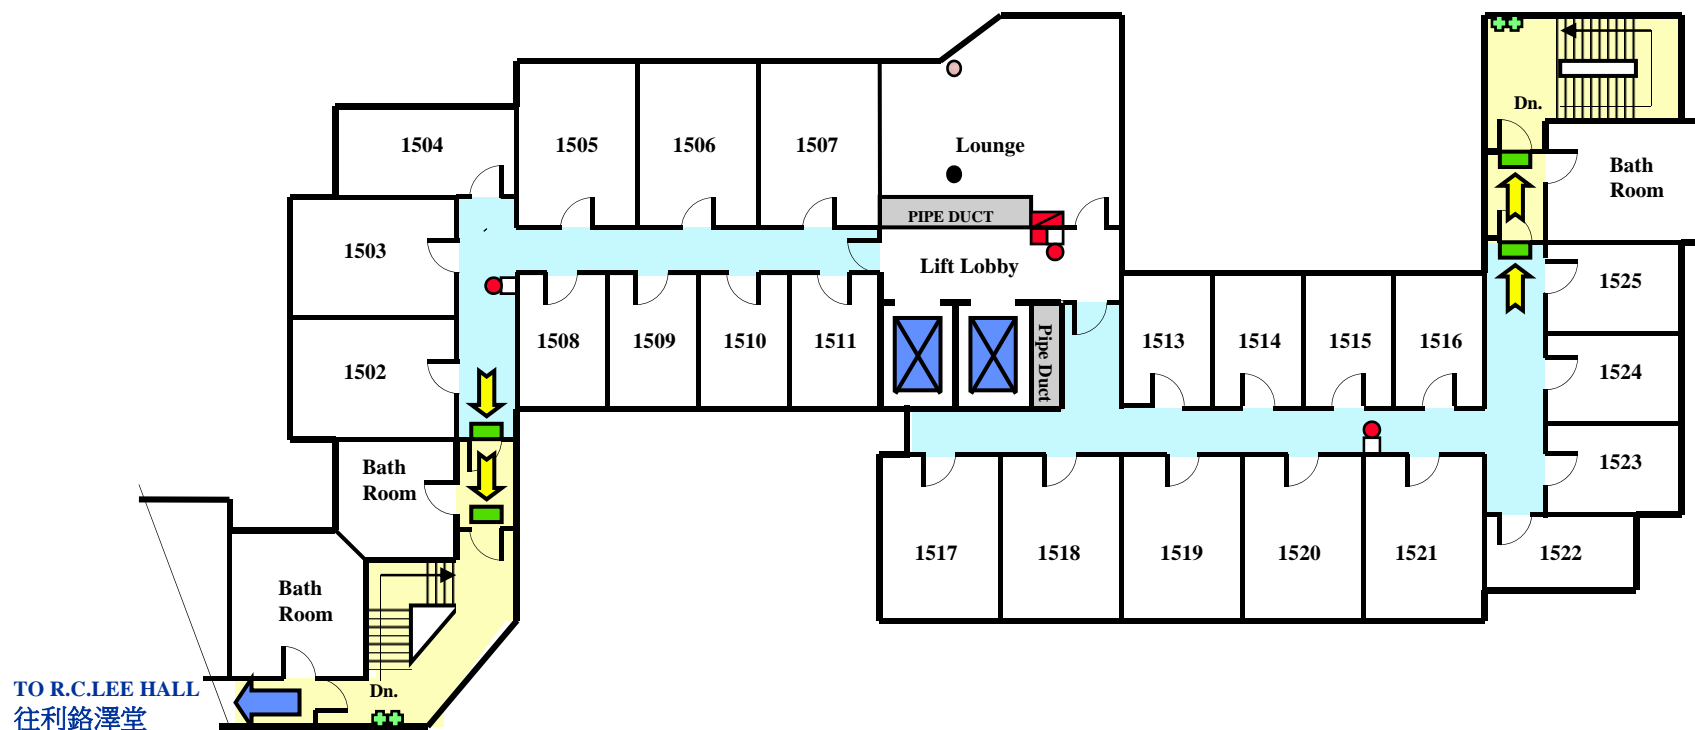 1504
1505
1506
1507
Lounge
Dn.
Bath
Room
PIPE DUCT
1503
Lift Lobby
1525
1502
1508
1509
1510
1511
Pipe Duct
1513
1514
1515
1516
1524
Bath
Room
1523
1517
1518
1519
1520
1521
1522
Bath
Room
Dn.
TO R.C.LEE HALL
往利銘澤堂